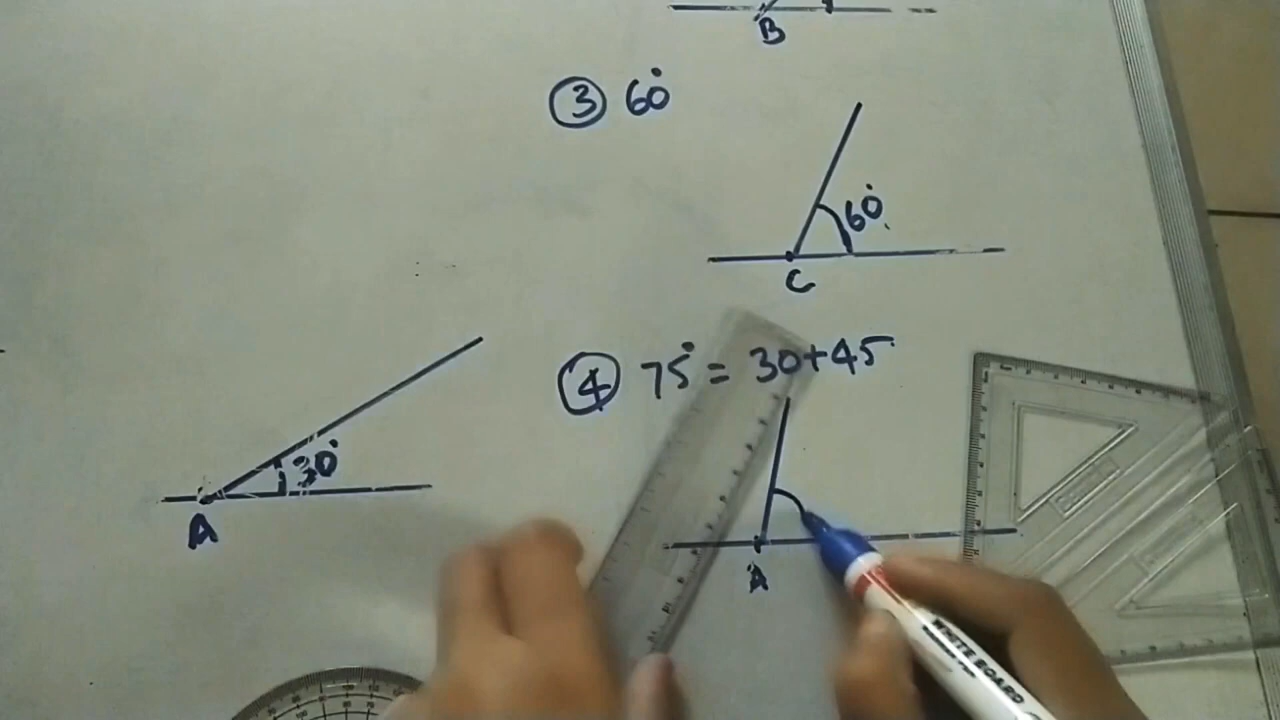 B
③ 60°
60°
C
④ 75° = 30+45
30°
A
A
WHITE BOARD